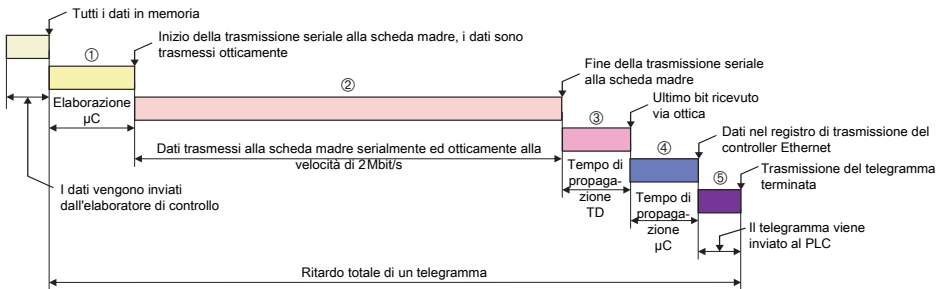 Tutti i dati in memoria
①
Inizio della trasmissione seriale alla scheda madre, i dati sono
trasmessi otticamente
②
Fine della trasmissione seriale
alla scheda madre
Elaborazione
µC
③
Ultimo bit ricevuto
via ottica
Dati trasmessi alla scheda madre serialmente ed otticamente alla
velocità di 2Mbit/s
④
Dati nel registro di trasmissione del
controller Ethernet
Tempo di
propaga-
zione
TD
⑤
Trasmissione del telegramma
terminata
I dati vengono inviati
dall'elaboratore di controllo
Tempo di
propaga-
zione
µC
Il telegramma viene
inviato al PLC
Ritardo totale di un telegramma